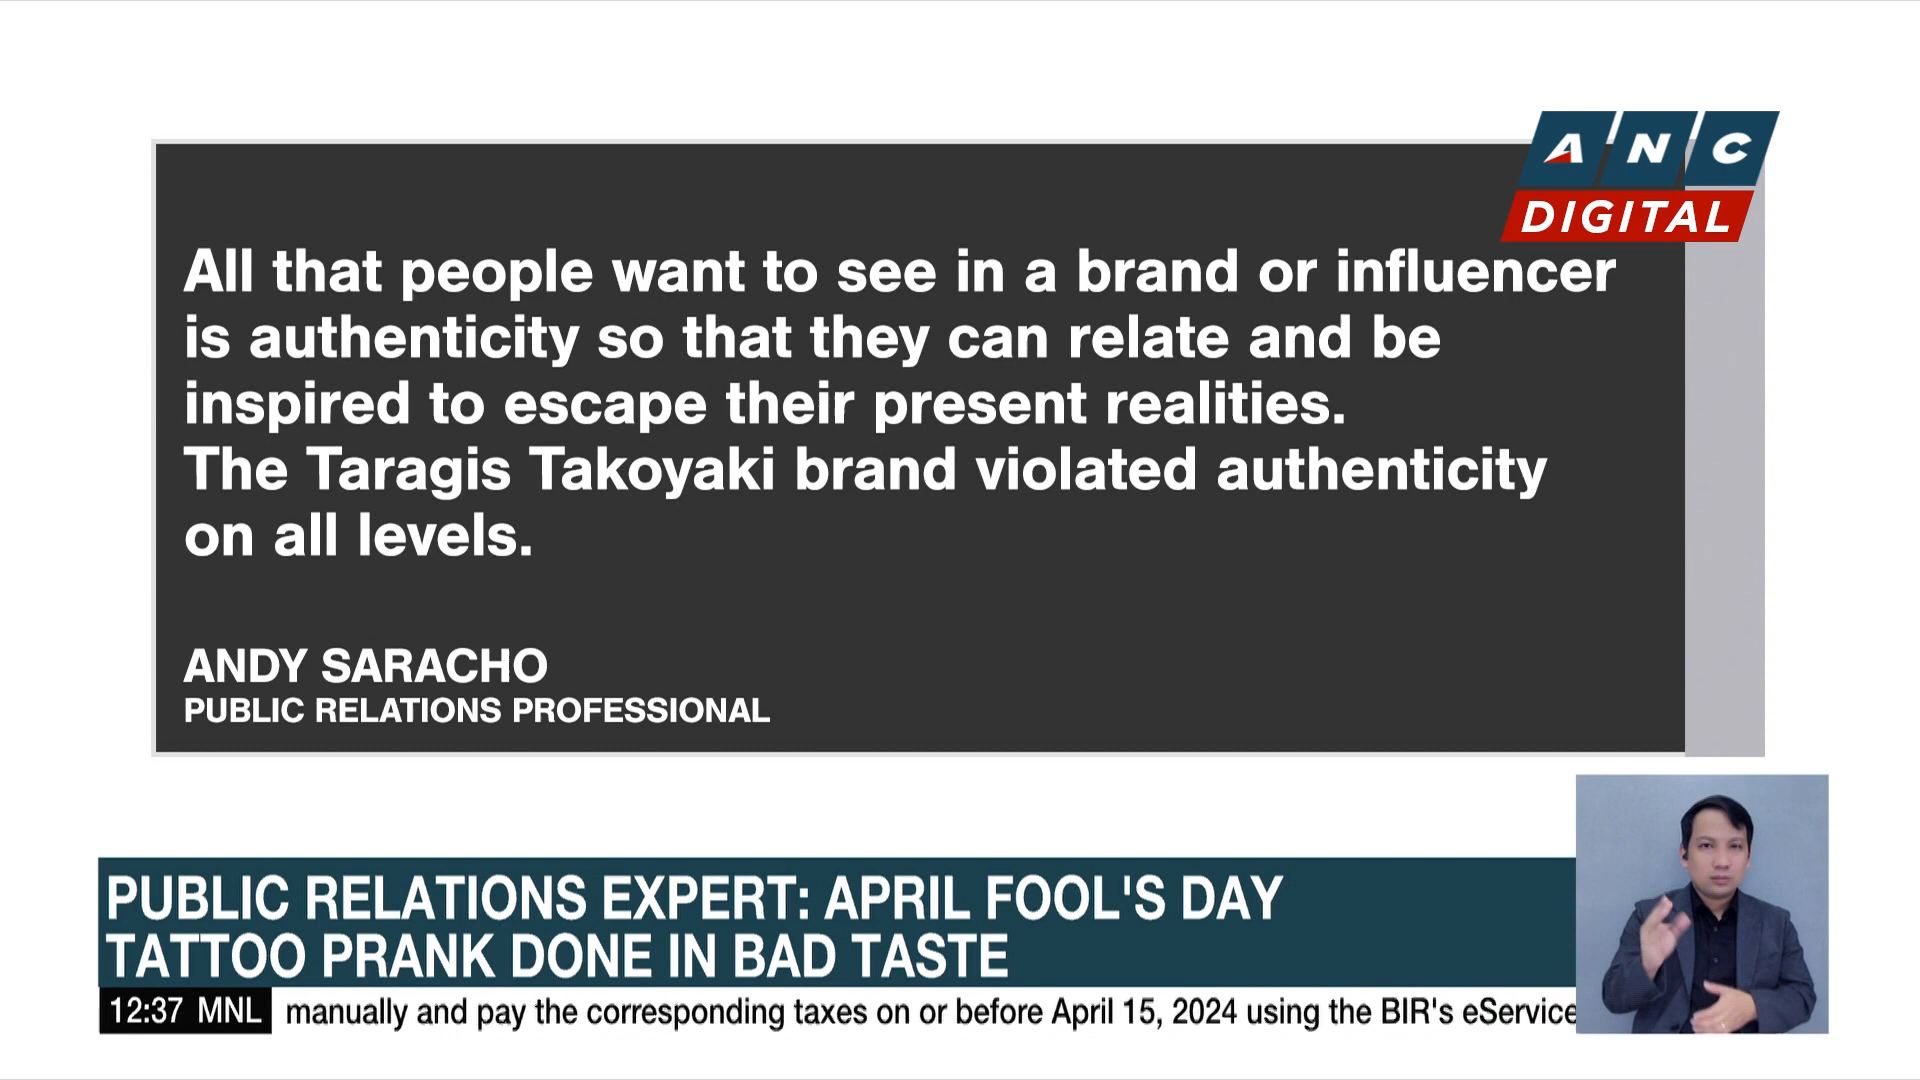 ANC
DIGITAL
All that people want to see in a brand or influencer
is authenticity so that they can relate and be
inspired to escape their present realities.
The Taragis Takoyaki brand violated authenticity
on all levels.
ANDY SARACHO
PUBLIC RELATIONS PROFESSIONAL
PUBLIC RELATIONS EXPERT: APRIL FOOL'S DAY
TATTOO PRANK DONE IN BAD TASTE
12:37 MNL manually and pay the corresponding taxes on or before April 15, 2024 using the BIR's eService